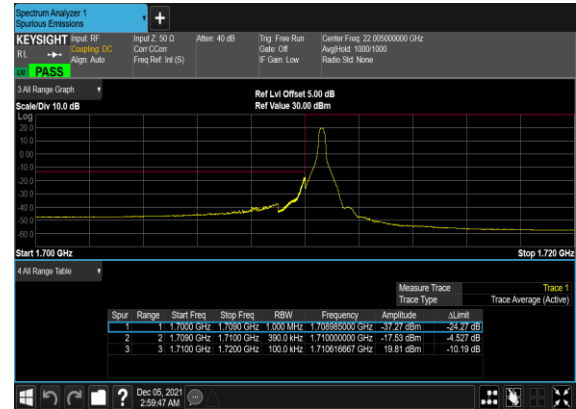 Spectrum Analyzer 1
Spurious Emissions
KEYSIGHT Input: RF Input Z: 50 Ω Atten: 40 dB Trig: Free Run Center Freq: 22.005000000 GHz
RL Coupling: DC Corr CCorr Gate: Off Avg|Hold: 1000/1000
Align: Auto Freq Ref: Int (S) IF Gain: Low Radio Std: None
PASS
3 All Range Graph
Ref Lvl Offset 5.00 dB
Scale/Div 10.0 dB Ref Value 30.00 dBm
Log
20.0
10.0
0.00
-10.0
-20.0
-30.0
-40.0
-50.0
-60.0
Start 1.700 GHz Stop 1.720 GHz
4 All Range Table
Measure Trace Trace 1
Trace Type Trace Average (Active)
Spur Range Start Freq Stop Freq RBW Frequency Amplitude ΔLimit
1 1 1.7000 GHz 1.7090 GHz 1.000 MHz 1.708985000 GHz -37.27 dBm -24.27 dB
2 2 1.7090 GHz 1.7100 GHz 390.0 kHz 1.710000000 GHz -17.53 dBm -4.527 dB
3 3 1.7100 GHz 1.7200 GHz 100.0 kHz 1.710616667 GHz 19.81 dBm -10.19 dB
Dec 05, 2021
2:59:47 AM